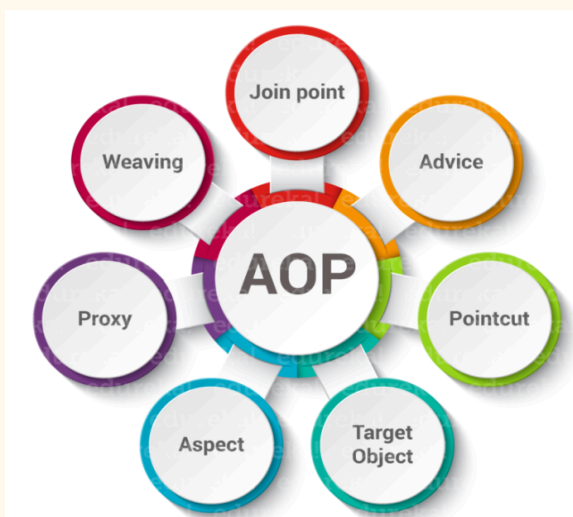 Join point
Weaving
Advice
AOP
Proxy
Pointcut
Aspect
Target
Object